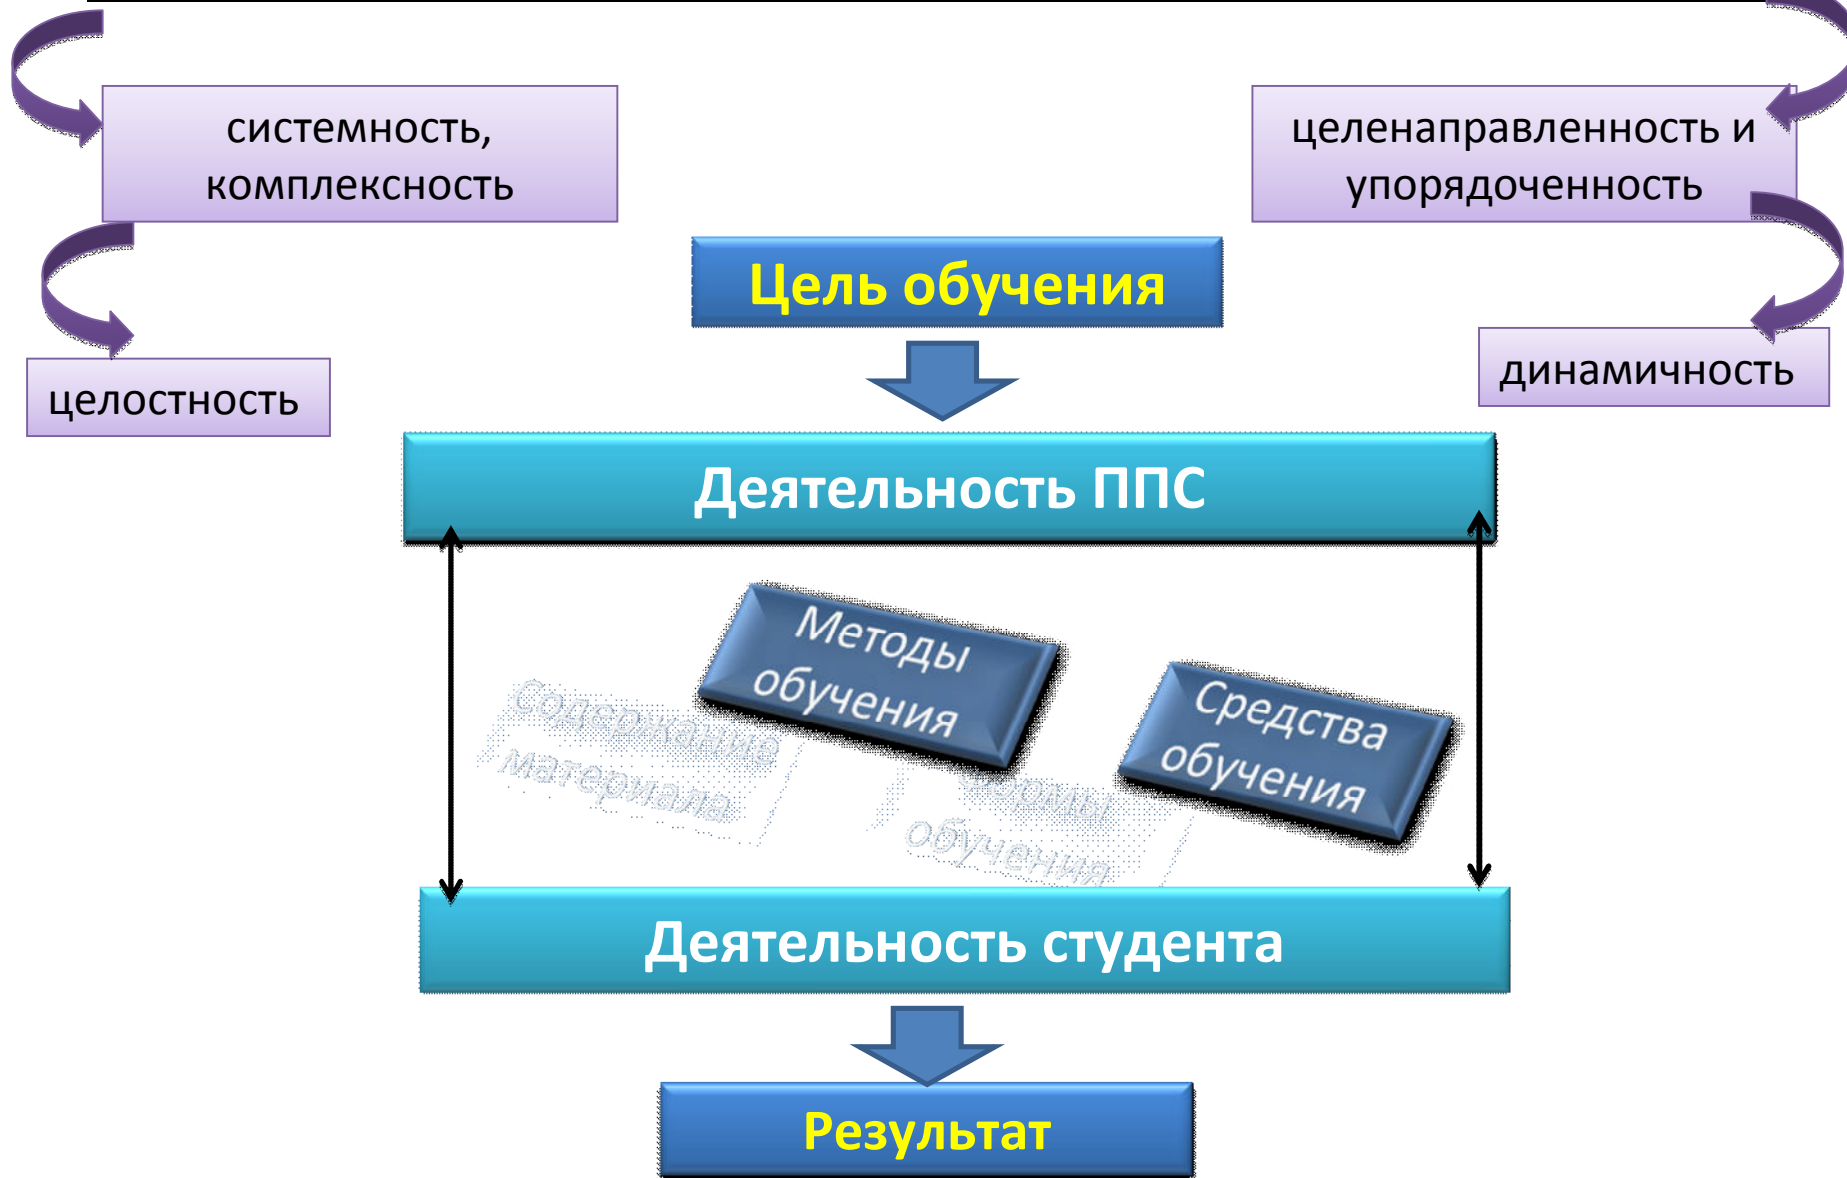 системность,
комплексность
целенаправленность и
упорядоченность
Цель обучения
целостность
динамичность
Деятельность ППС
Методы
обучения
Средства
обучения
Содержание
материала
Формы
обучения
Деятельность студента
Результат